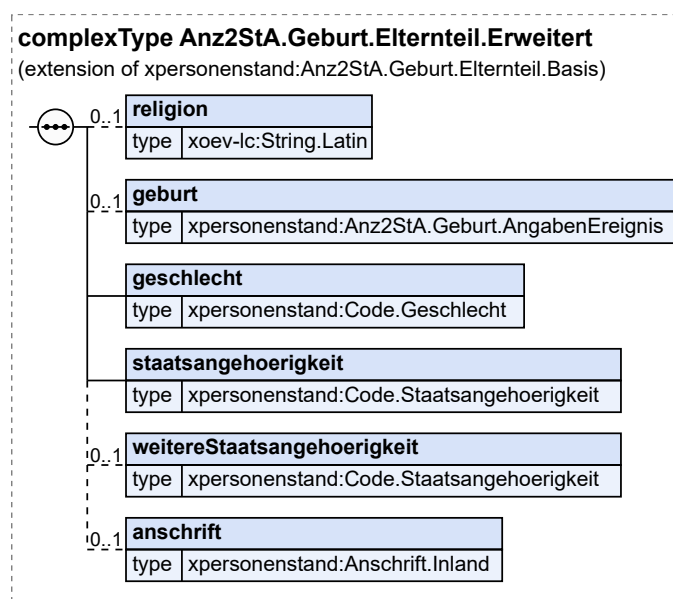 complexType Anz2StA.Geburt.Elternteil.Erweitert
(extension of xpersonenstand:Anz2StA.Geburt.Elternteil.Basis)
0..1 religion
type xoev-lc:String.Latin
0..1 geburt
type xpersonenstand:Anz2StA.Geburt.AngabenEreignis
geschlecht
type xpersonenstand:Code.Geschlecht
staatsangehoerigkeit
type xpersonenstand:Code.Staatsangehoerigkeit
0..1 weitereStaatsangehoerigkeit
type xpersonenstand:Code.Staatsangehoerigkeit
0..1 anschrift
type xpersonenstand:Anschrift.Inland